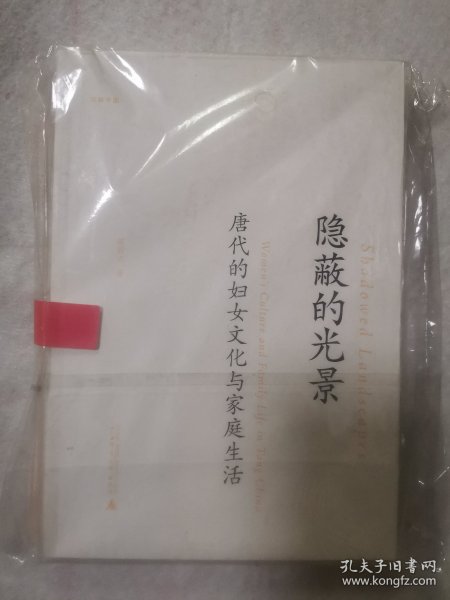 隐蔽的光景
Shadowed Landscapes
唐代的妇女文化与家庭生活
Women's Culture and Family Life in Tang China
孔夫子旧书网
www.kongfz.com